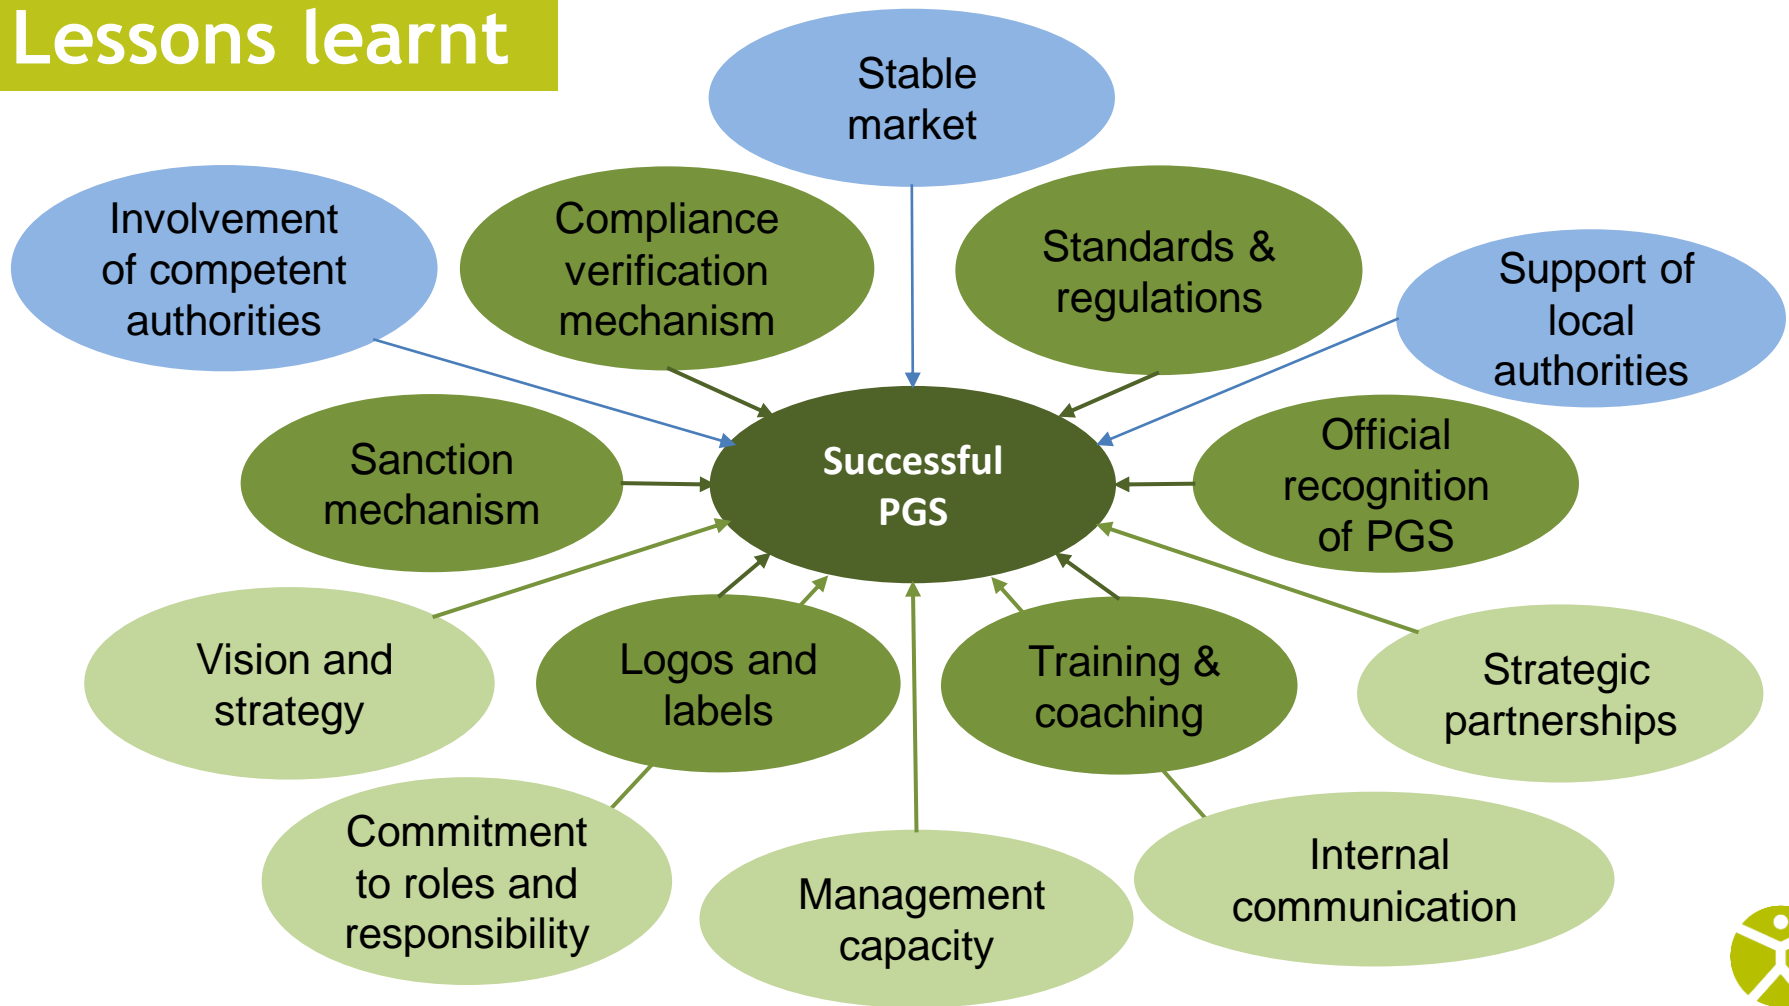 Lessons learnt
Stable
market
Involvement
of competent
authorities
Compliance
verification
mechanism
Standards &
regulations
Support of
local
authorities
Sanction
mechanism
Successful
PGS
Official
recognition
of PGS
Vision and
strategy
Logos and
labels
Training &
coaching
Strategic
partnerships
Commitment
to roles and
responsibility
Management
capacity
Internal
communication